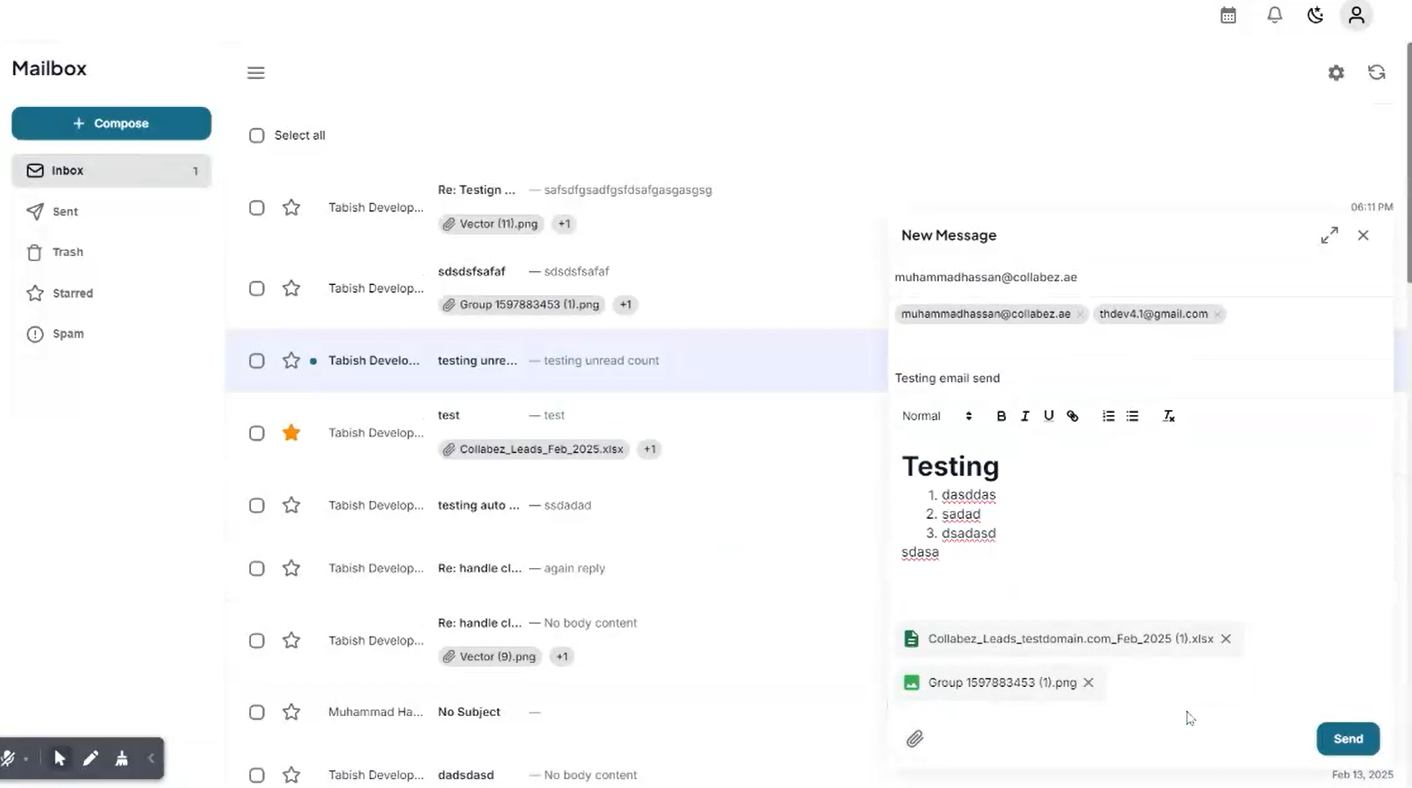 Mailbox
+ Compose
Inbox 1
Sent
Trash
Starred
Spam
Select all
Tabish Develop... Re: Testign ... — safsdfgsadfgsfdsafgasgasgsg
Vector (11).png +1
06:11 PM
Tabish Develop... sdsdsfsafaf — sdsdsfsafaf
Group 1597883453 (1).png +1
Tabish Develo... testing unre... — testing unread count
Tabish Develop... test — test
Collabez_Leads_Feb_2025.xlsx +1
Tabish Develop... testing auto ... — ssdadad
Tabish Develop... Re: handle cl... — again reply
Tabish Develop... Re: handle cl... — No body content
Vector (9).png +1
Muhammad Ha... No Subject —
Tabish Develop... dadsdasd — No body content
Feb 13, 2025
New Message
muhammadhassan@collabez.ae
muhammadhassan@collabez.ae × thdev4.1@gmail.com ×
Testing email send
Normal B I U
Testing
1. dasddas
2. sadad
3. dsadasd
sdasa
Collabez_Leads_testdomain.com_Feb_2025 (1).xlsx
Group 1597883453 (1).png
Send